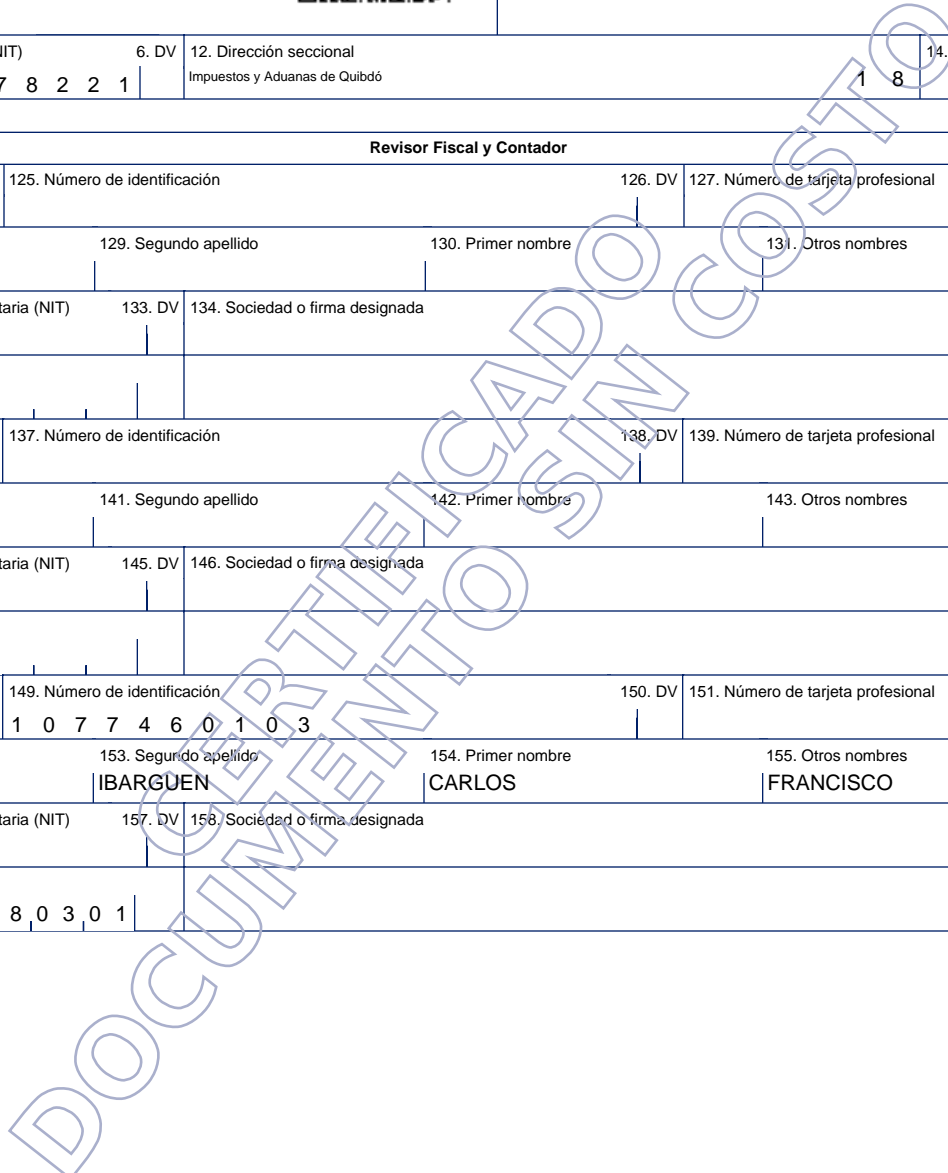 IIT) 6. DV 12. Dirección seccional 14.
7 8 2 2 1 Impuestos y Aduanas de Quibdó 1 8
Revisor Fiscal y Contador
125. Número de identificación 126. DV 127. Número de tarjeta profesional
129. Segundo apellido 130. Primer nombre 131. Otros nombres
taria (NIT) 133. DV 134. Sociedad o firma designada
137. Número de identificación 138. DV 139. Número de tarjeta profesional
141. Segundo apellido 142. Primer nombre 143. Otros nombres
taria (NIT) 145. DV 146. Sociedad o firma designada
149. Número de identificación 150. DV 151. Número de tarjeta profesional
1 0 7 7 4 6 0 1 0 3
153. Segundo apellido 154. Primer nombre 155. Otros nombres
IBARGUEN CARLOS FRANCISCO
taria (NIT) 157. DV 158. Sociedad o firma designada
8 0 3 0 1
CERTIFICADO
DOCUMENTO SIN COSTO